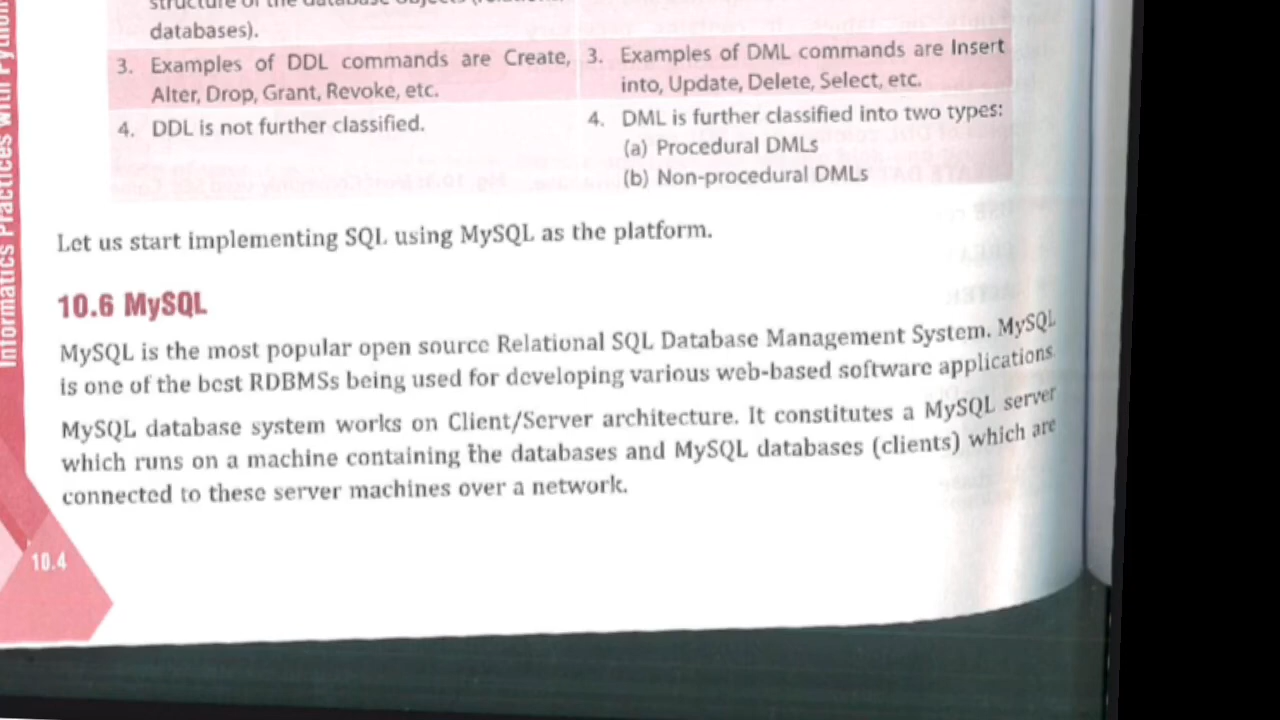 Informatics Practices with Python
structure of the database objects
databases).
3. Examples of DDL commands are Create,
Alter, Drop, Grant, Revoke, etc.
4. DDL is not further classified.
3. Examples of DML commands are Insert
into, Update, Delete, Select, etc.
4. DML is further classified into two types:
(a) Procedural DMLs
(b) Non-procedural DMLs
Let us start implementing SQL using MySQL as the platform.
10.6 MySQL
MySQL is the most popular open source Relational SQL Database Management System. MySQL
is one of the best RDBMSs being used for developing various web-based software applications.
MySQL database system works on Client/Server architecture. It constitutes a MySQL server
which runs on a machine containing the databases and MySQL databases (clients) which are
connected to these server machines over a network.
10.4